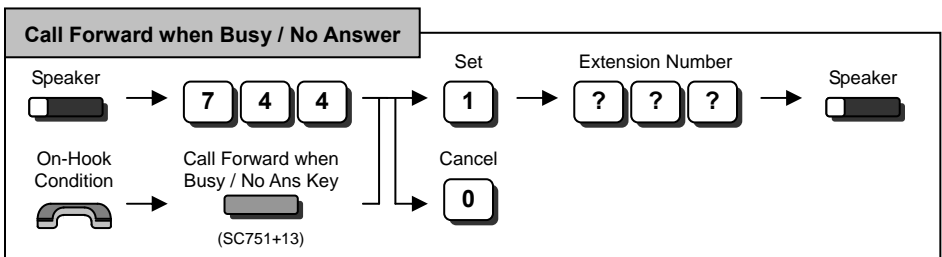 Call Forward when Busy / No Answer
Speaker
7 4 4
Set
1
Extension Number
? ? ?
Speaker
On-Hook
Condition
Call Forward when
Busy / No Ans Key
(SC751+13)
Cancel
0